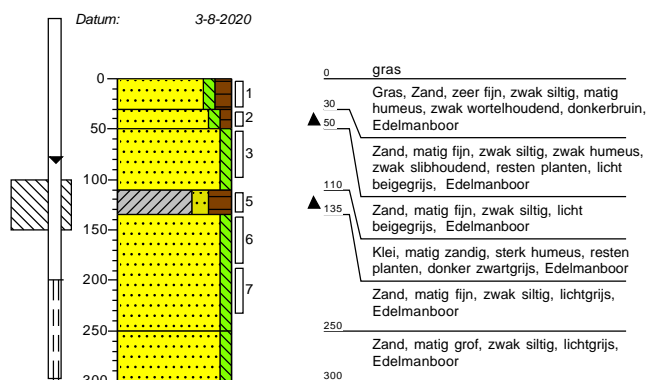 Datum: 3-8-2020
0
50
100
150
200
250
300
1
2
3
5
6
7
0 gras
Gras, Zand, zeer fijn, zwak siltig, matig
humeus, zwak wortelhoudend, donkerbruin,
Edelmanboor
30
50
Zand, matig fijn, zwak siltig, zwak humeus,
zwak slibhoudend, resten planten, licht
beigegrijs, Edelmanboor
110
Zand, matig fijn, zwak siltig, licht
beigegrijs, Edelmanboor
135
Klei, matig zandig, sterk humeus, resten
planten, donker zwartgrijs, Edelmanboor
Zand, matig fijn, zwak siltig, lichtgrijs,
Edelmanboor
250
Zand, matig grof, zwak siltig, lichtgrijs,
Edelmanboor
300